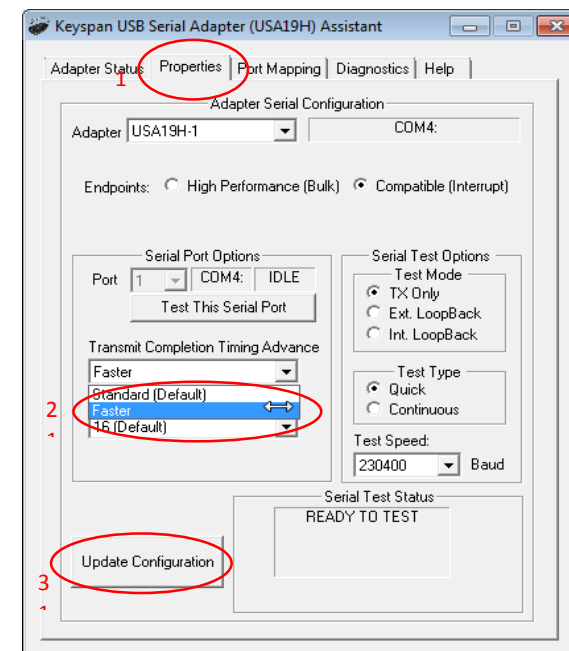 Keyspan USB Serial Adapter (USA19H) Assistant
Adapter Status Properties Port Mapping Diagnostics Help
1
Adapter Serial Configuration
Adapter USA19H-1 COM4:
Endpoints: High Performance (Bulk) Compatible (Interrupt)
Serial Port Options
Port 1 COM4: IDLE
Test This Serial Port
Transmit Completion Timing Advance
Faster
Standard (Default)
Faster
16 (Default)
2
Serial Test Options
Test Mode
TX Only
Ext. LoopBack
Int. LoopBack
Test Type
Quick
Continuous
Test Speed:
230400 Baud
Serial Test Status
READY TO TEST
Update Configuration
3